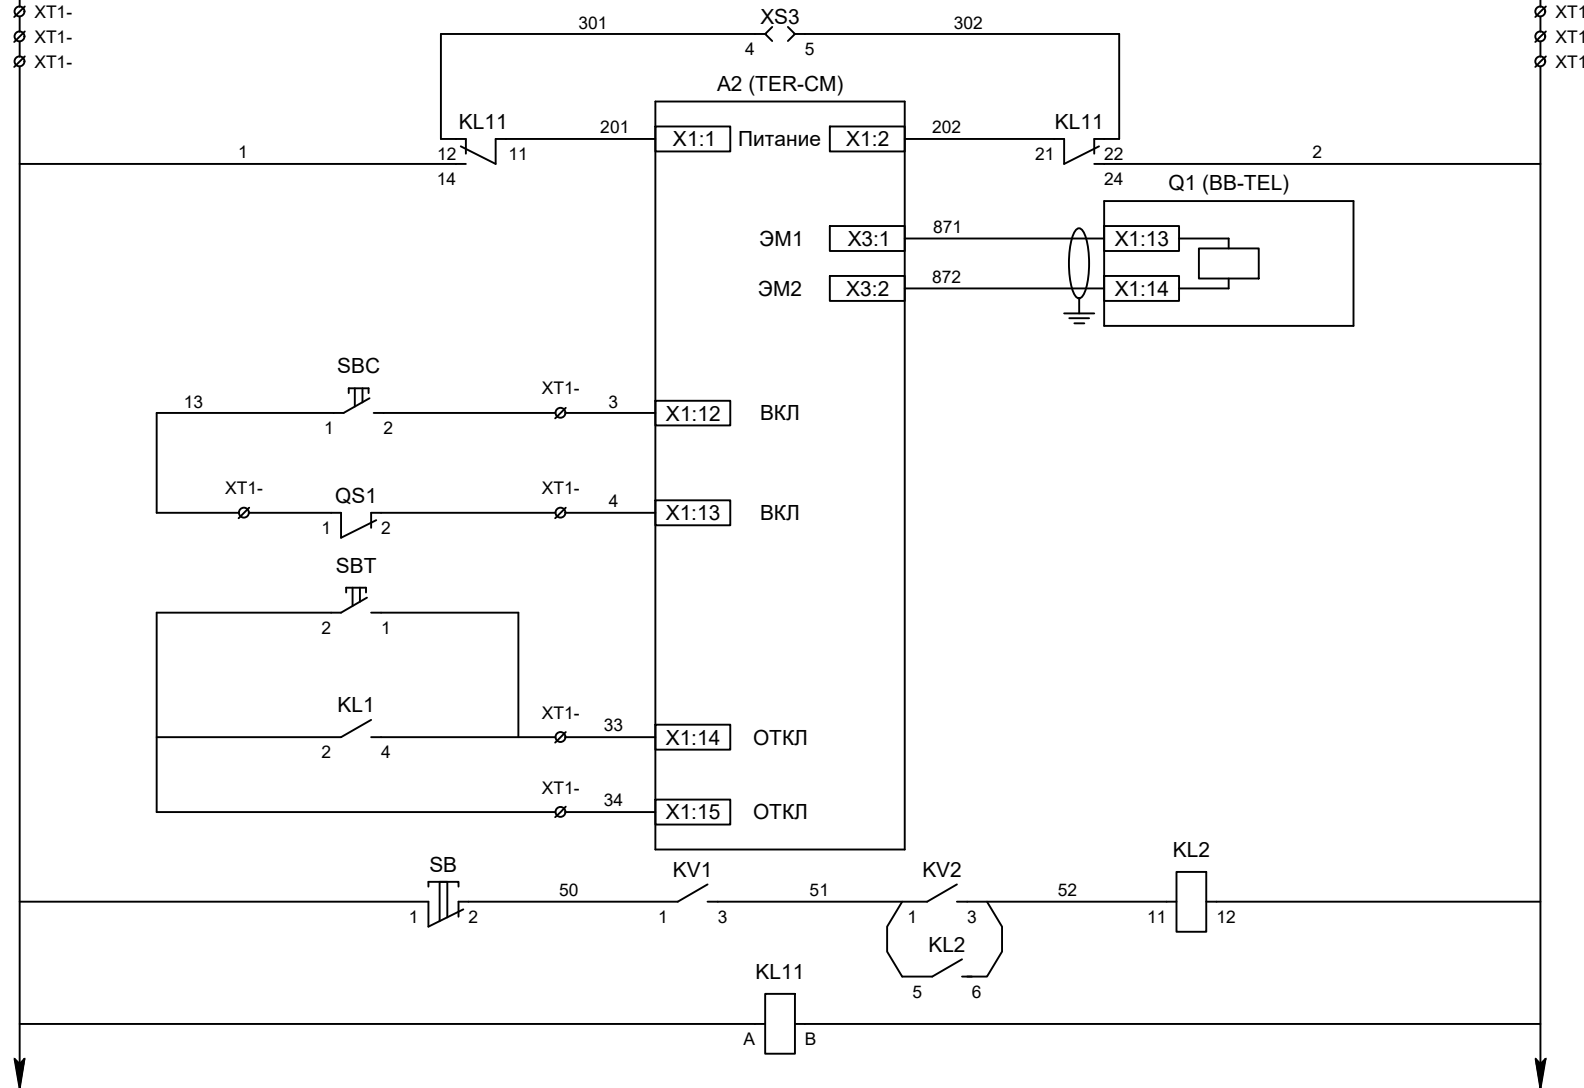 XT1-
XT1
XT1-
XT1
XT1-
XT1
301
XS3
302
4
5
A2 (TER-CM)
KL11
201
X1:1
Питание
X1:2
202
KL11
1
12
11
21
22
2
14
24
Q1 (BB-TEL)
ЭМ1
X3:1
871
X1:13
ЭМ2
X3:2
872
X1:14
SBC
13
XT1-
3
X1:12
ВКЛ
1
2
XT1-
QS1
XT1-
4
X1:13
ВКЛ
1
2
SBT
2
1
KL1
XT1-
33
X1:14
ОТКЛ
2
4
XT1-
34
X1:15
ОТКЛ
SB
50
KV1
51
KV2
52
KL2
1
2
1
3
1
3
11
12
KL2
5
6
KL11
A
B